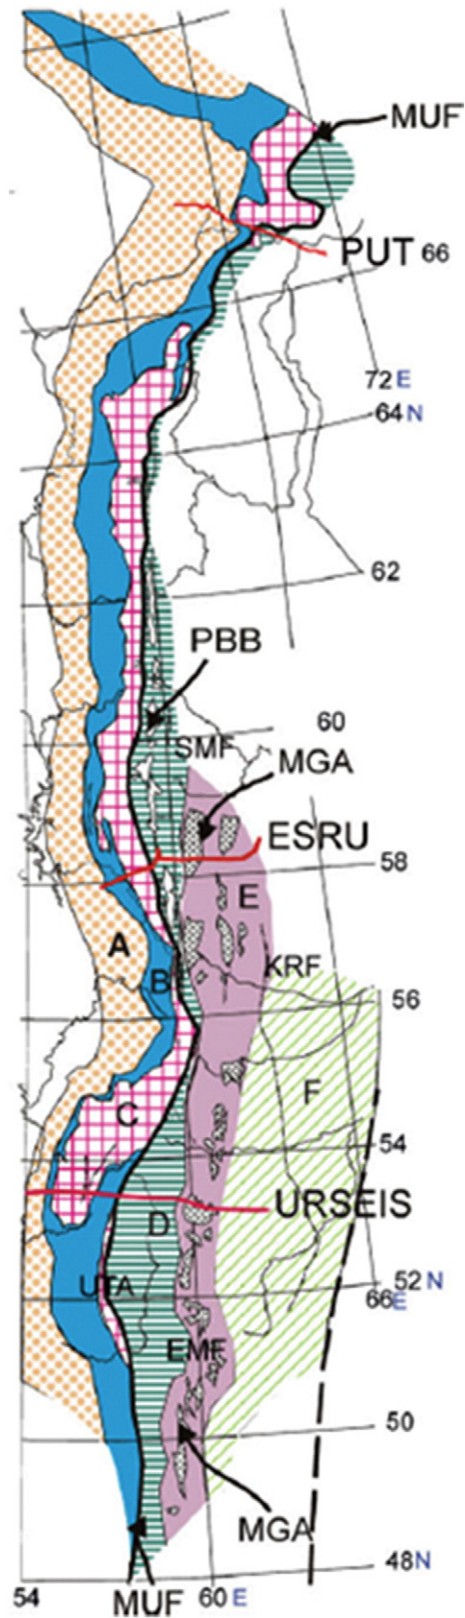 MUF
PUT 66
72 E
64 N
62
PBB
60
SMF
MGA
ESRU
58
E
A
KRF
B
56
F
C
54
URSEIS
D
52 N
UTA
66 E
EMF
50
MGA
48N
54
MUF
60 E